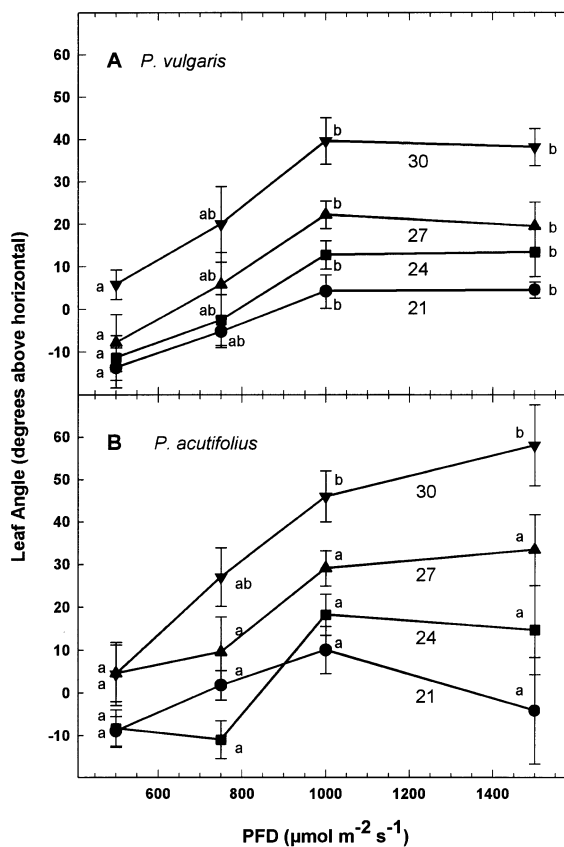 A P. vulgaris
60
50
40
30
20
10
0
-10
a
a
a
a
ab
ab
ab
ab
b
b
b
b
b
b
b
b
30
27
24
21
B P. acutifolius
60
50
40
30
20
10
0
-10
a
a
a
a
ab
a
a
a
b
a
a
a
b
a
a
a
30
27
24
21
Leaf Angle (degrees above horizontal)
600 800 1000 1200 1400
PFD (µmol m⁻² s⁻¹)